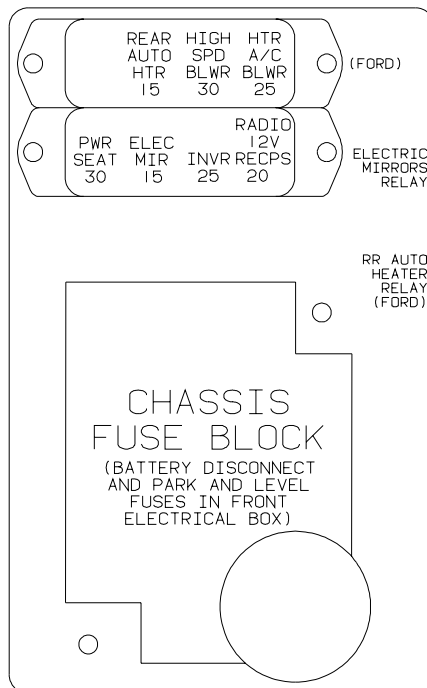 REAR HIGH HTR
AUTO SPD A/C
HTR BLWR BLWR
15 30 25
(FORD)
RADIO
PWR ELEC 12V
SEAT MIR INVR RECPS
30 15 25 20
ELECTRIC
MIRRORS
RELAY
RR AUTO
HEATER
RELAY
(FORD)
CHASSIS
FUSE BLOCK
(BATTERY DISCONNECT
AND PARK AND LEVEL
FUSES IN FRONT
ELECTRICAL BOX)